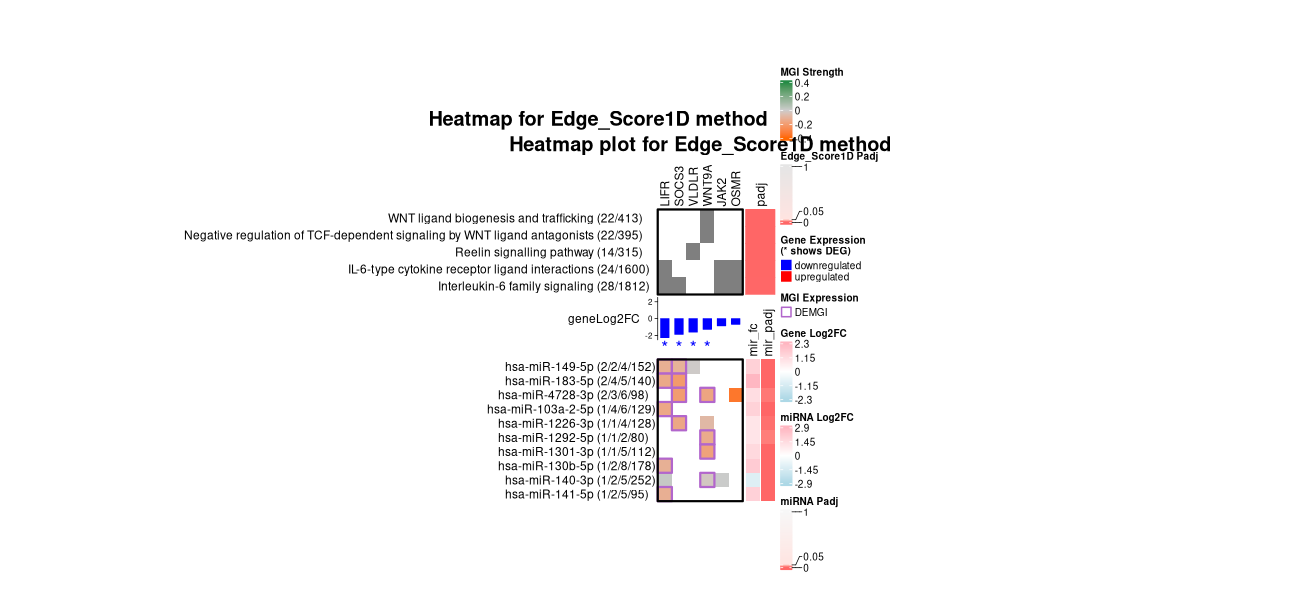 Heatmap for Edge_Score1D method
Heatmap plot for Edge_Score1D method
LIFR
SOCS3
VLDLR
WNT9A
JAK2
OSMR
padj
WNT ligand biogenesis and trafficking (22/413)
Negative regulation of TCF-dependent signaling by WNT ligand antagonists (22/395)
Reelin signalling pathway (14/315)
IL-6-type cytokine receptor ligand interactions (24/1600)
Interleukin-6 family signaling (28/1812)
geneLog2FC
2
0
-2
* * * *
mir_fc
mir_padj
hsa-miR-149-5p (2/2/4/152)
hsa-miR-183-5p (2/4/5/140)
hsa-miR-4728-3p (2/3/6/98)
hsa-miR-103a-2-5p (1/4/6/129)
hsa-miR-1226-3p (1/1/4/128)
hsa-miR-1292-5p (1/1/2/80)
hsa-miR-1301-3p (1/1/5/112)
hsa-miR-130b-5p (1/2/8/178)
hsa-miR-140-3p (1/2/5/252)
hsa-miR-141-5p (1/2/5/95)
MGI Strength
0.4
0.2
0
-0.2
Edge_Score1D Padj
1
0.05
0
Gene Expression
(* shows DEG)
downregulated
upregulated
MGI Expression
DEMGI
Gene Log2FC
2.3
1.15
0
-1.15
-2.3
miRNA Log2FC
2.9
1.45
0
-1.45
-2.9
miRNA Padj
1
0.05
0